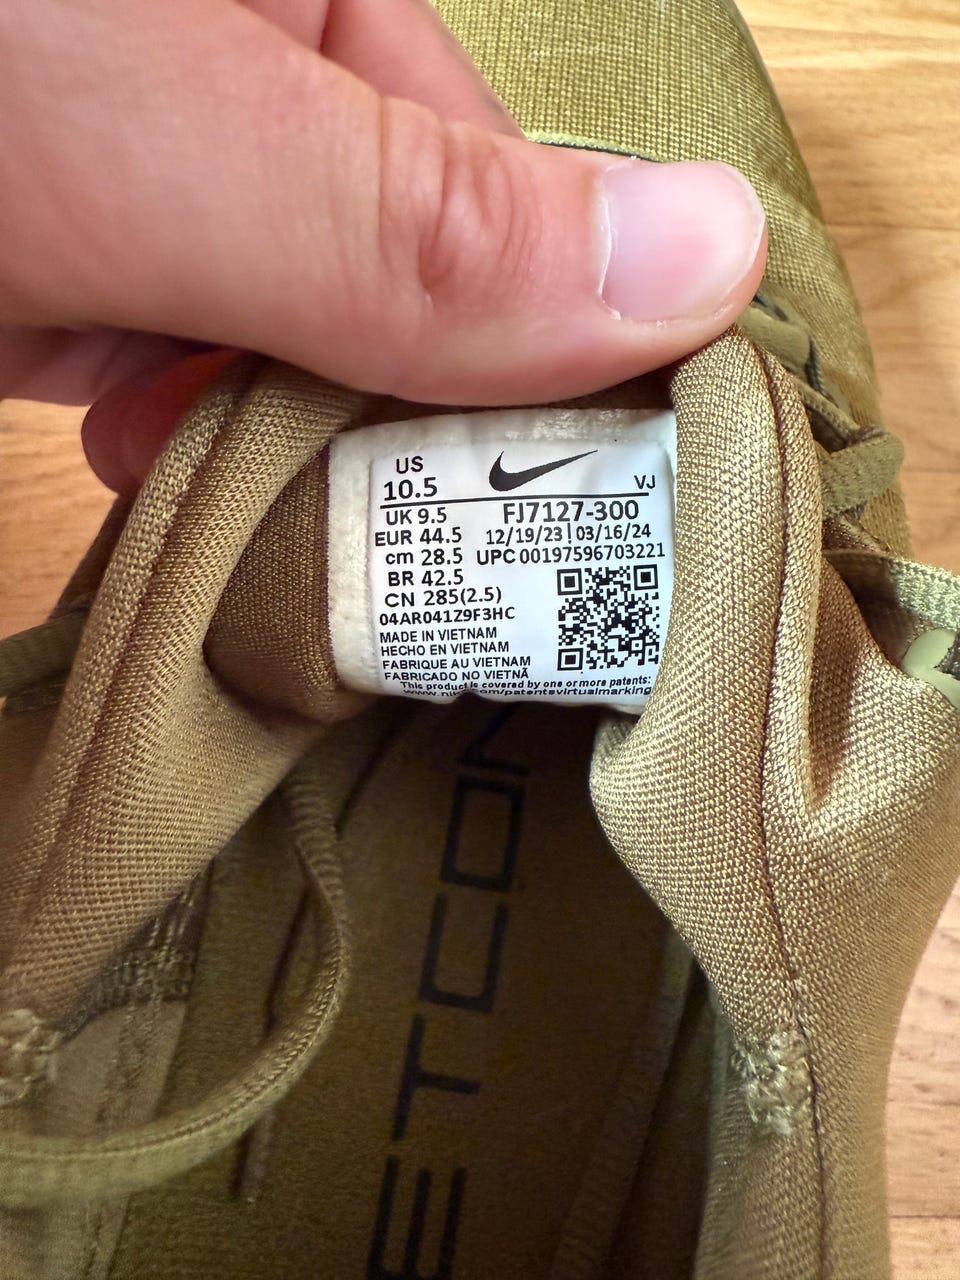 US
10.5
VJ
UK 9.5
FJ7127-300
EUR 44.5
12/19/23 | 03/16/24
cm 28.5
UPC 00197596703221
BR 42.5
CN 285(2.5)
04AR041Z9F3HC
MADE IN VIETNAM
HECHO EN VIETNAM
FABRIQUE AU VIETNAM
FABRICADO NO VIETNÃ
This product is covered by one or more patents:
ETCON